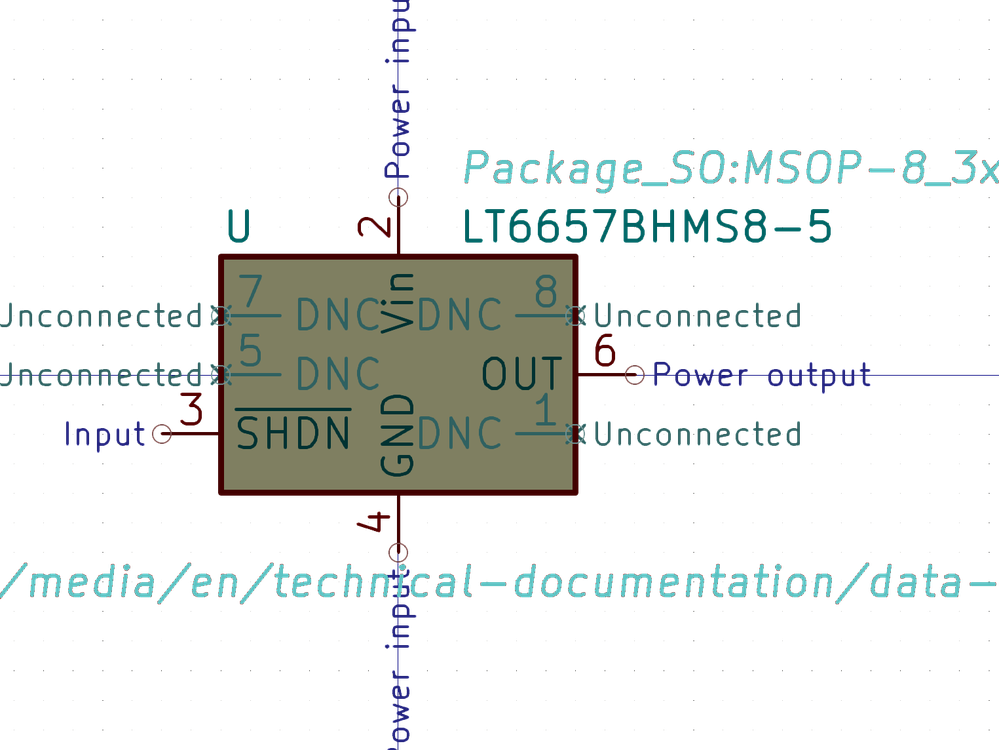 Power inpu
Package_SO:MSOP-8_3x
U
LT6657BHMS8-5
2
Vin
Unconnected
7
DNC
DNC
8
Unconnected
Unconnected
5
DNC
OUT
6
Power output
Input
3
SHDN
GND
DNC
1
Unconnected
4
/media/en/technical-documentation/data-
Power input